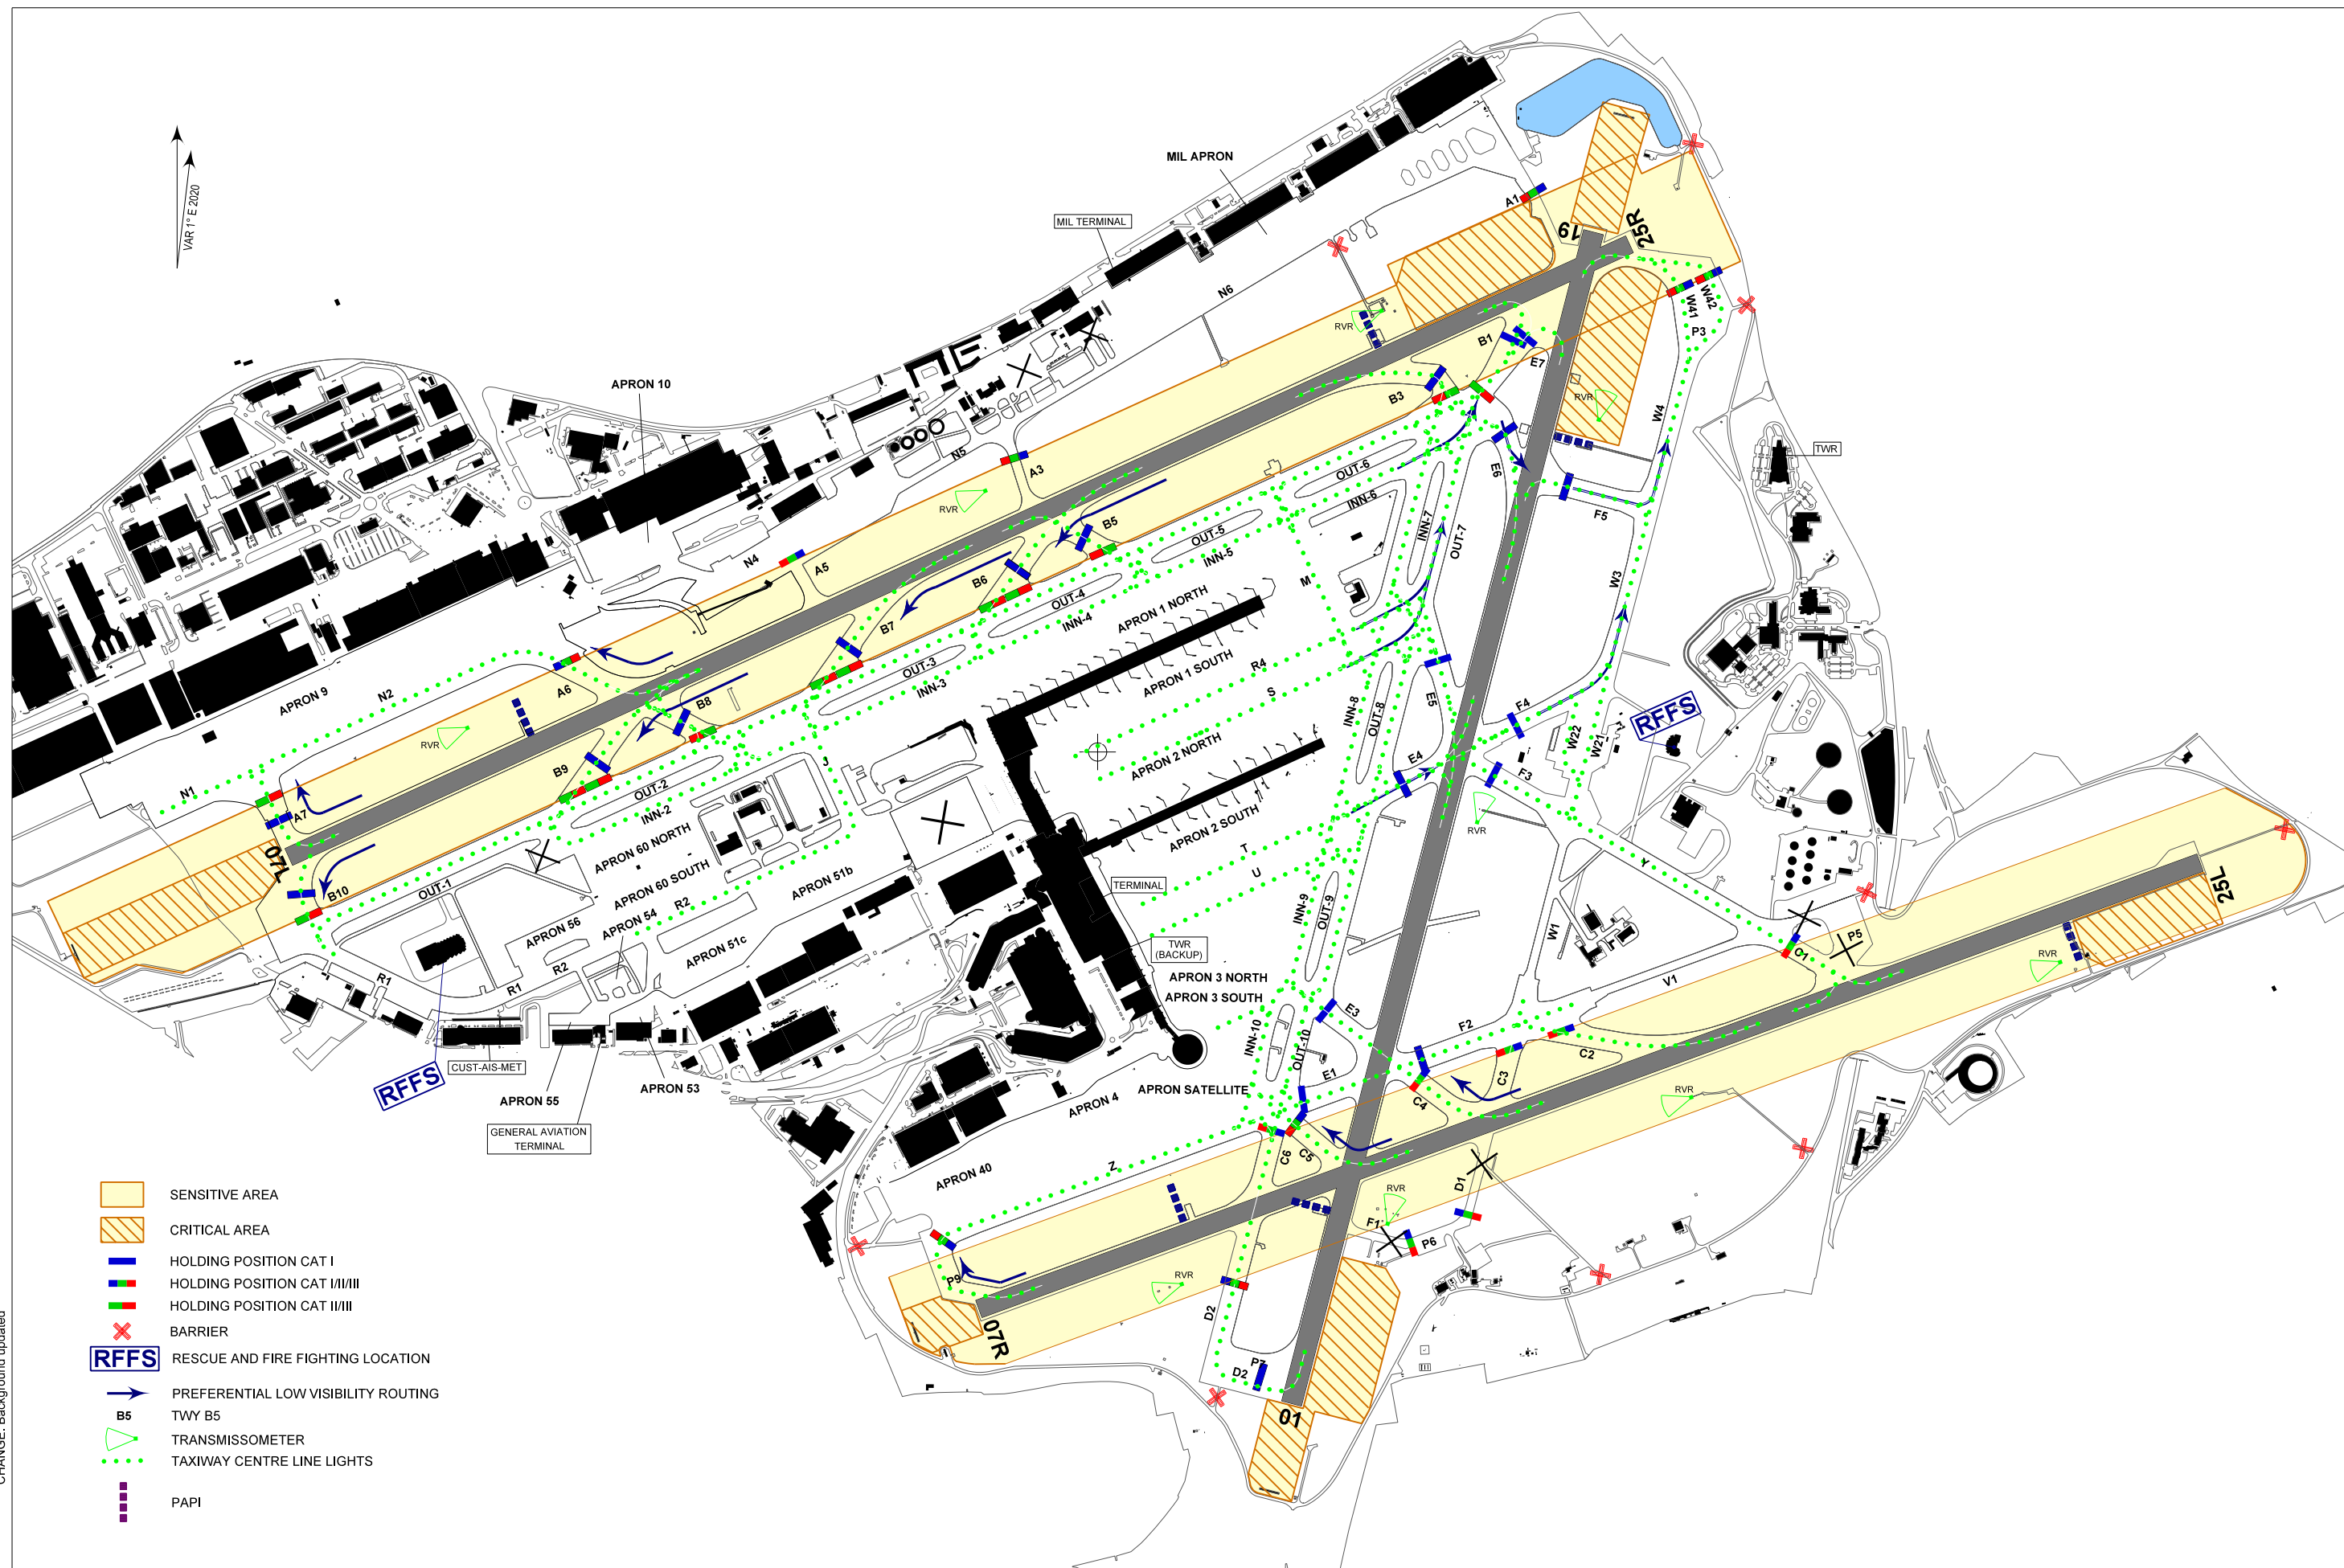 VAR 1° E 2020
MIL APRON
MIL TERMINAL
A1
19
25R
N6
RVR
W41
W42
P3
B1
E7
B3
RVR
W4
APRON 10
N5
A3
OUT-6
INN-6
E6
TWR
F5
RVR
B5
OUT-5
INN-5
INN-7
OUT-7
N4
A5
B6
OUT-4
INN-4
M
W3
APRON 1 NORTH
B7
APRON 1 SOUTH
R4
S
OUT-3
INN-3
A6
N2
APRON 9
B8
RVR
INN-8
OUT-8
E5
F4
RFFS
W22
W21
APRON 2 NORTH
E4
F3
J
B9
OUT-2
INN-2
N1
A7
RVR
APRON 2 SOUTH
APRON 60 NORTH
T
U
Y
07L
B10
OUT-1
APRON 60 SOUTH
APRON 51b
TERMINAL
25L
R2
APRON 54
APRON 56
INN-9
OUT-9
W1
P5
C1
TWR
(BACKUP)
APRON 51c
R2
R1
R1
APRON 3 NORTH
APRON 3 SOUTH
V1
RVR
E3
F2
INN-10
OUT-10
C2
C3
E1
RFFS
CUST-AIS-MET
APRON 55
APRON 53
APRON SATELLITE
APRON 4
C4
RVR
GENERAL AVIATION
TERMINAL
Z
C6
C5
APRON 40
D1
RVR
F1
P6
P9
RVR
D2
07R
P7
D2
01
SENSITIVE AREA
CRITICAL AREA
HOLDING POSITION CAT I
HOLDING POSITION CAT I/II/III
HOLDING POSITION CAT II/III
BARRIER
RFFS RESCUE AND FIRE FIGHTING LOCATION
PREFERENTIAL LOW VISIBILITY ROUTING
B5 TWY B5
TRANSMISSOMETER
TAXIWAY CENTRE LINE LIGHTS
PAPI
CHANGE: Background updated